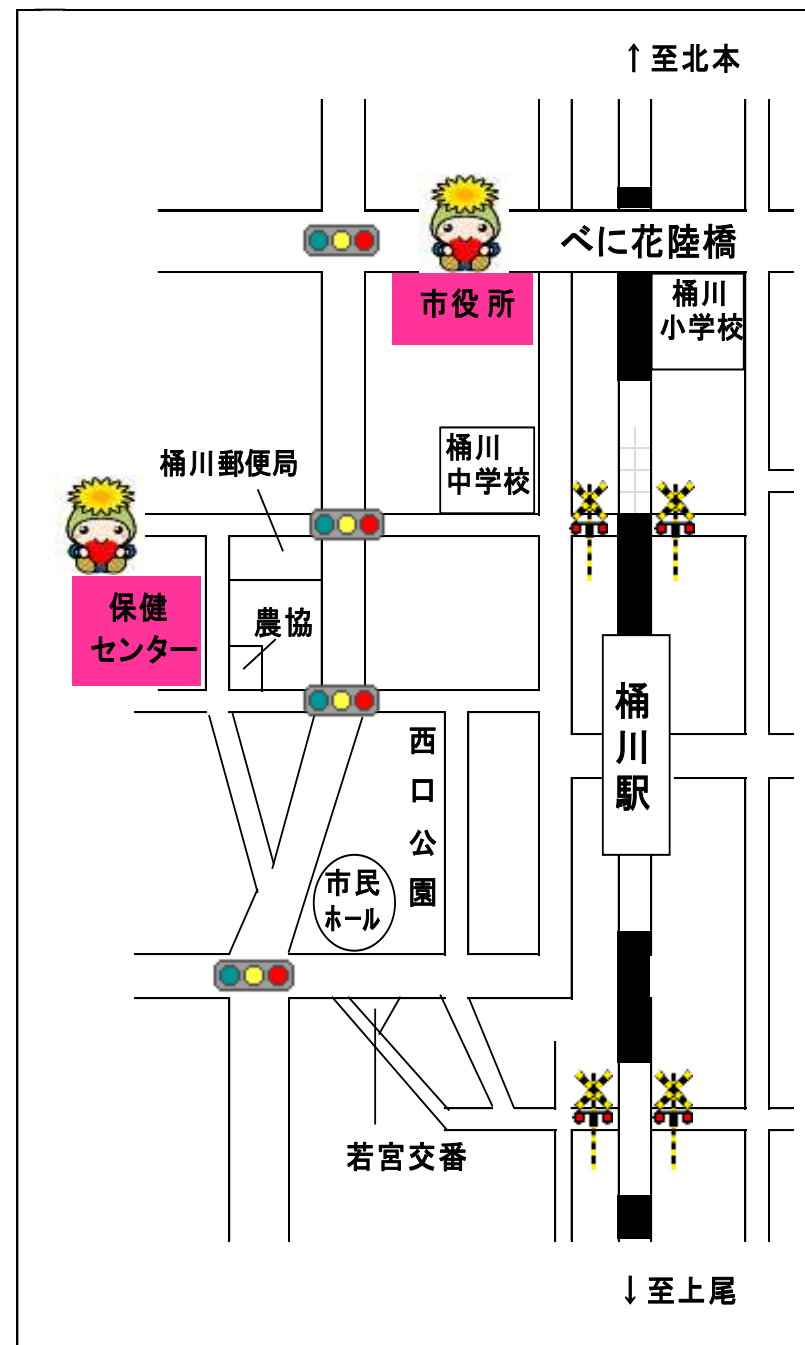 ↑至北本
べに花陸橋
市役所
桶川
小学校
桶川
中学校
桶川郵便局
保健
センター
農協
桶川駅
西口公園
市民
ホール
若宮交番
↓至上尾